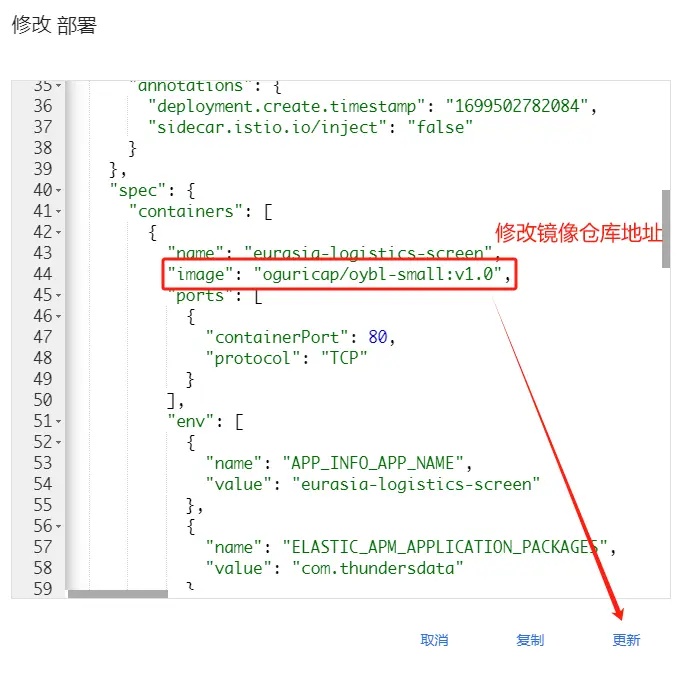 修改 部署
35 "annotations": {
36 "deployment.create.timestamp": "1699502782084",
37 "sidecar.istio.io/inject": "false"
38 }
39 },
40 "spec": {
41 "containers": [
42 {
修改镜像仓库地址
43 "name": "eurasia-logistics-screen",
44 "image": "oguricap/oybl-small:v1.0",
45 "ports": [
46 {
47 "containerPort": 80,
48 "protocol": "TCP"
49 }
50 ],
51 "env": [
52 {
53 "name": "APP_INFO_APP_NAME",
54 "value": "eurasia-logistics-screen"
55 },
56 {
57 "name": "ELASTIC_APM_APPLICATION_PACKAGES",
58 "value": "com.thundersdata"
59 }
取消 复制 更新